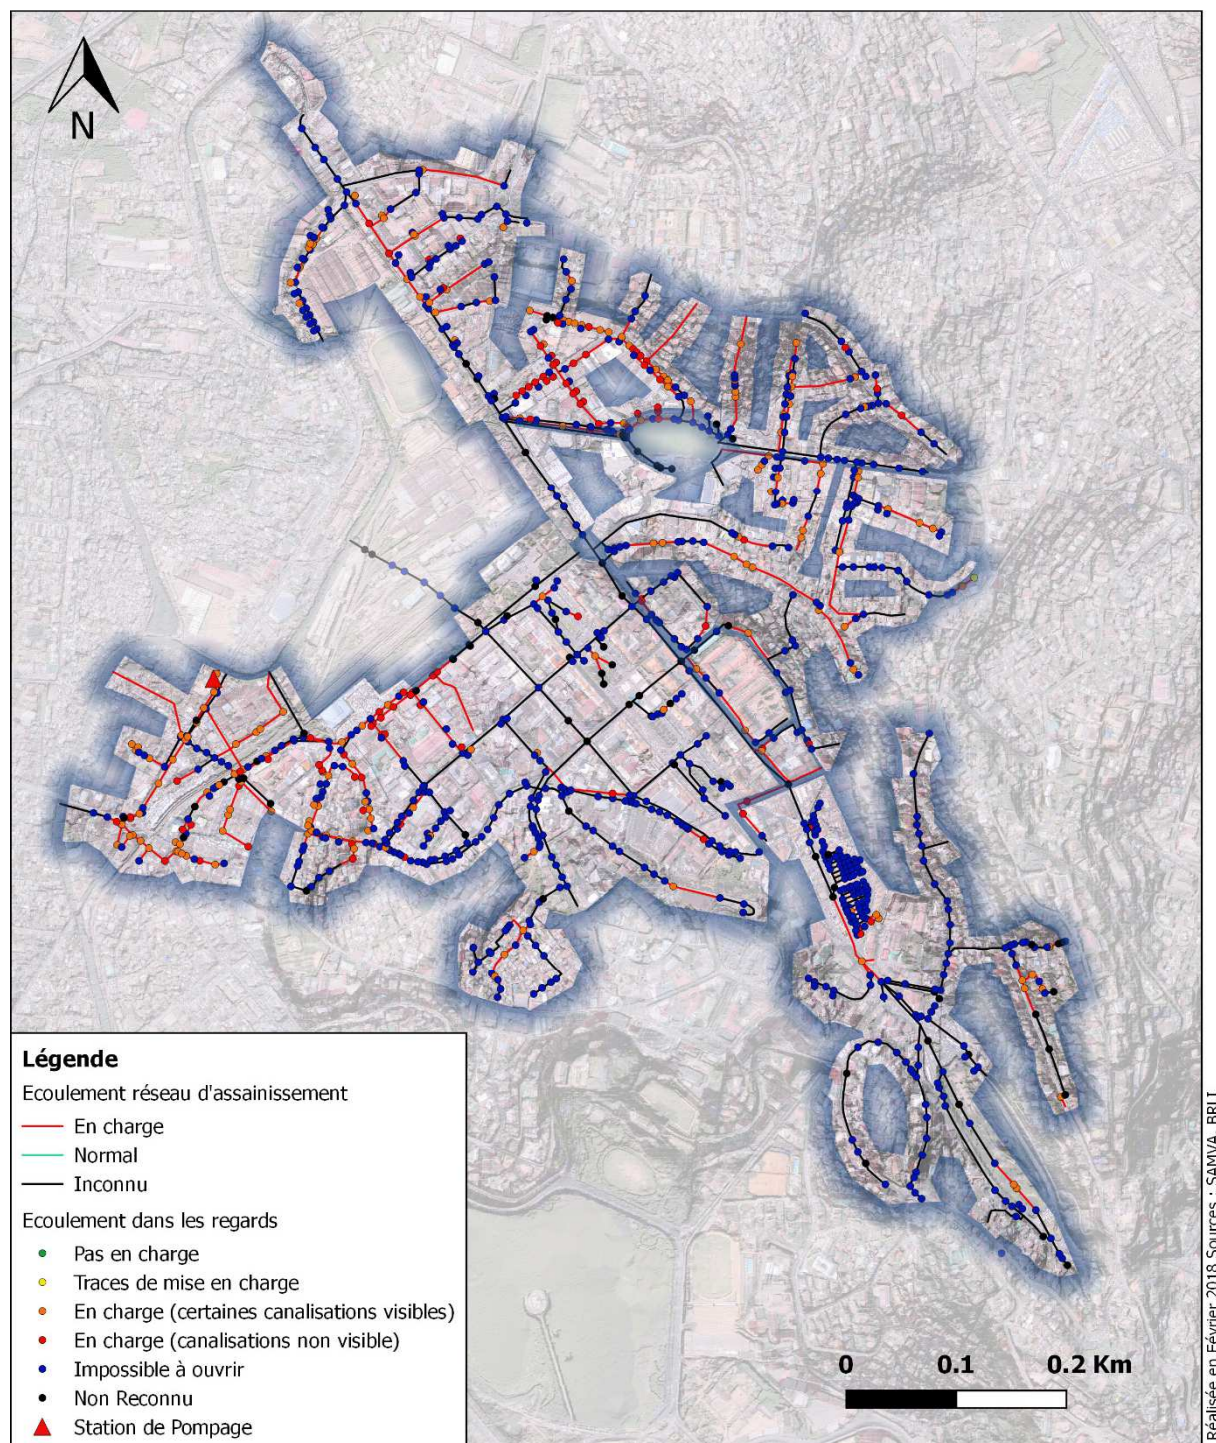 N
Légende
Ecoulement réseau d'assainissement
En charge
Normal
Inconnu
Ecoulement dans les regards
Pas en charge
Traces de mise en charge
En charge (certaines canalisations visibles)
En charge (canalisations non visible)
Impossible à ouvrir
Non Reconnu
Station de Pompage
0 0.1 0.2 Km
Réalisée en Février 2018 Sources : SAMVA, BRLI